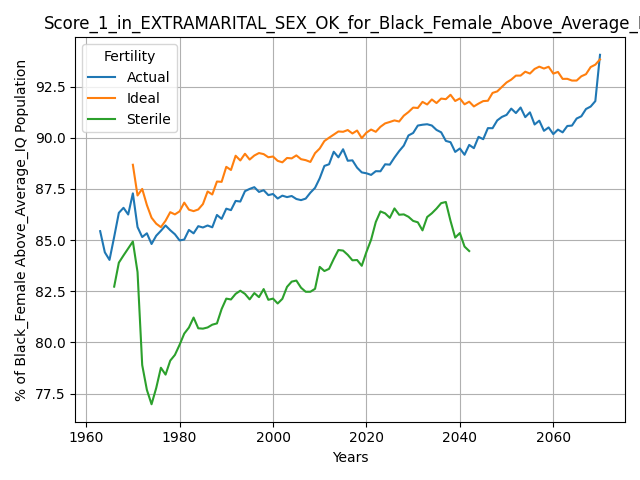 Score_1_in_EXTRAMARITAL_SEX_OK_for_Black_Female_Above_Average_
Fertility
Actual
Ideal
Sterile
% of Black_Female Above_Average_IQ Population
92.5
90.0
87.5
85.0
82.5
80.0
77.5
1960
1980
2000
2020
2040
2060
Years